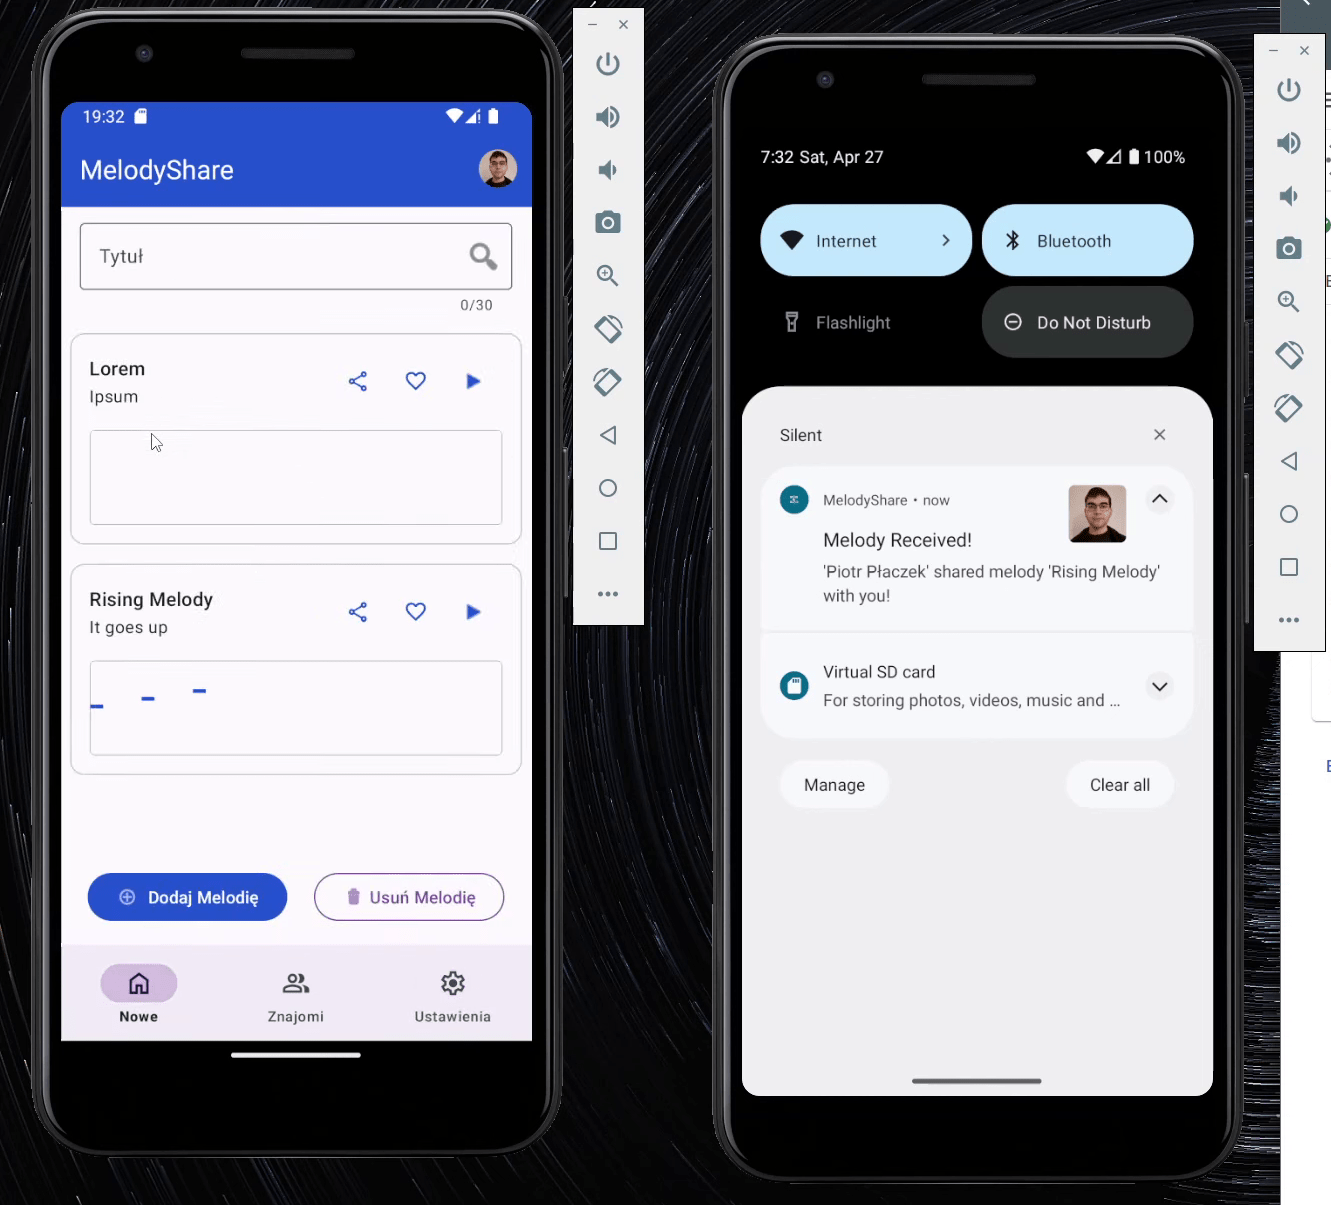 19:32
MelodyShare
Tytuł
0/30
Lorem
Ipsum
Rising Melody
It goes up
Dodaj Melodię
Usuń Melodię
Nowe
Znajomi
Ustawienia
7:32 Sat, Apr 27
100%
Internet
Bluetooth
Flashlight
Do Not Disturb
Silent
MelodyShare • now
Melody Received!
'Piotr Płaczek' shared melody 'Rising Melody'
with you!
Virtual SD card
For storing photos, videos, music and ...
Manage
Clear all